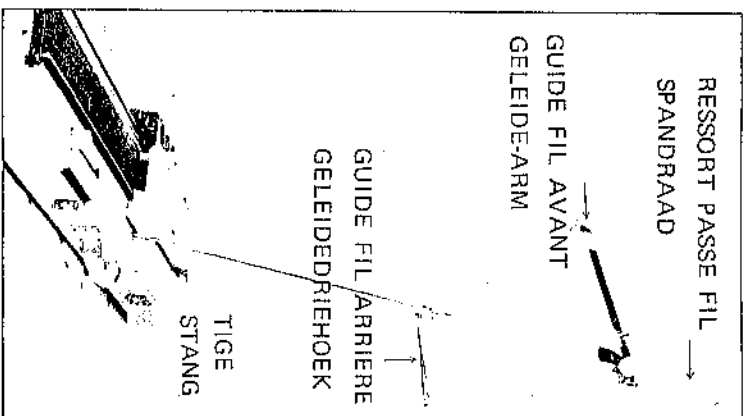 RESSORT PASSE FIL
SPANDRAAD
GUIDE FIL AVANT
GELEIDE-ARM
GUIDE FIL ARRIERE
GELEIDEDRIEHOEK
TIGE
STANG